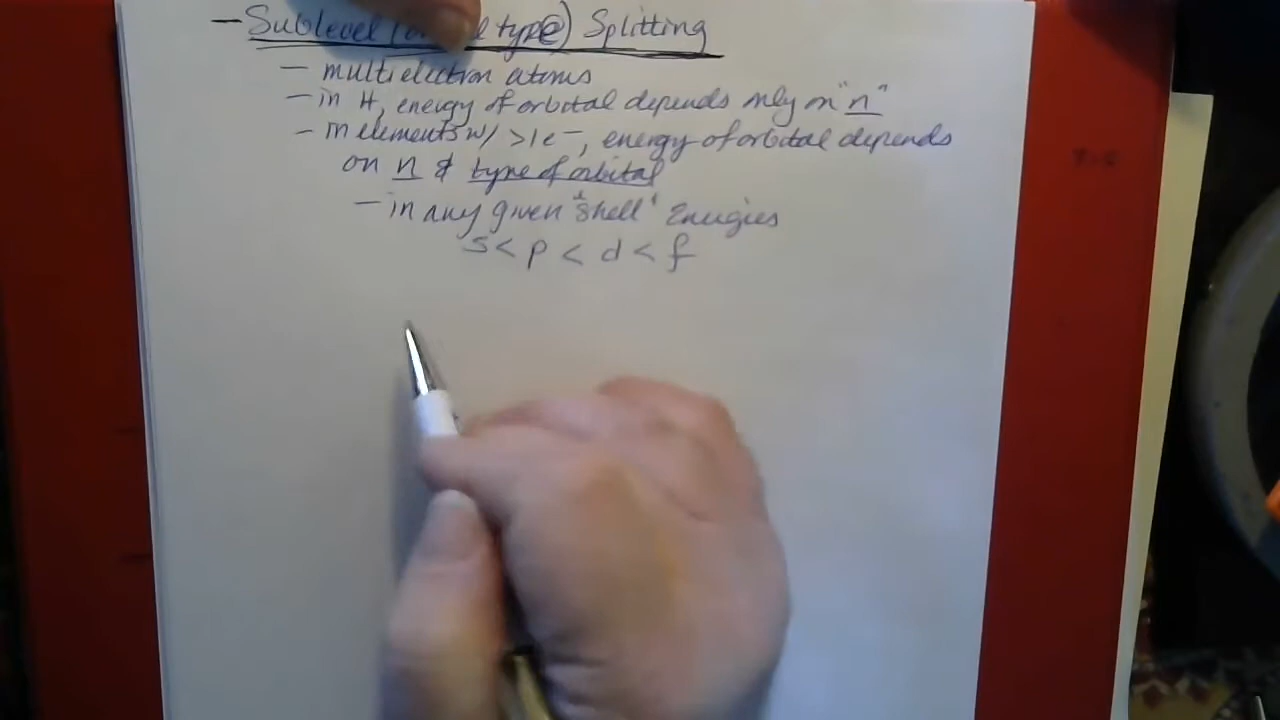 — Sublevel ( type) Splitting
— multielectron atoms
— in H, energy of orbital depends only on "n"
— in elements w/ >1e⁻, energy of orbital depends
on n & type of orbital
— in any given "shell" Energies
s < p < d < f